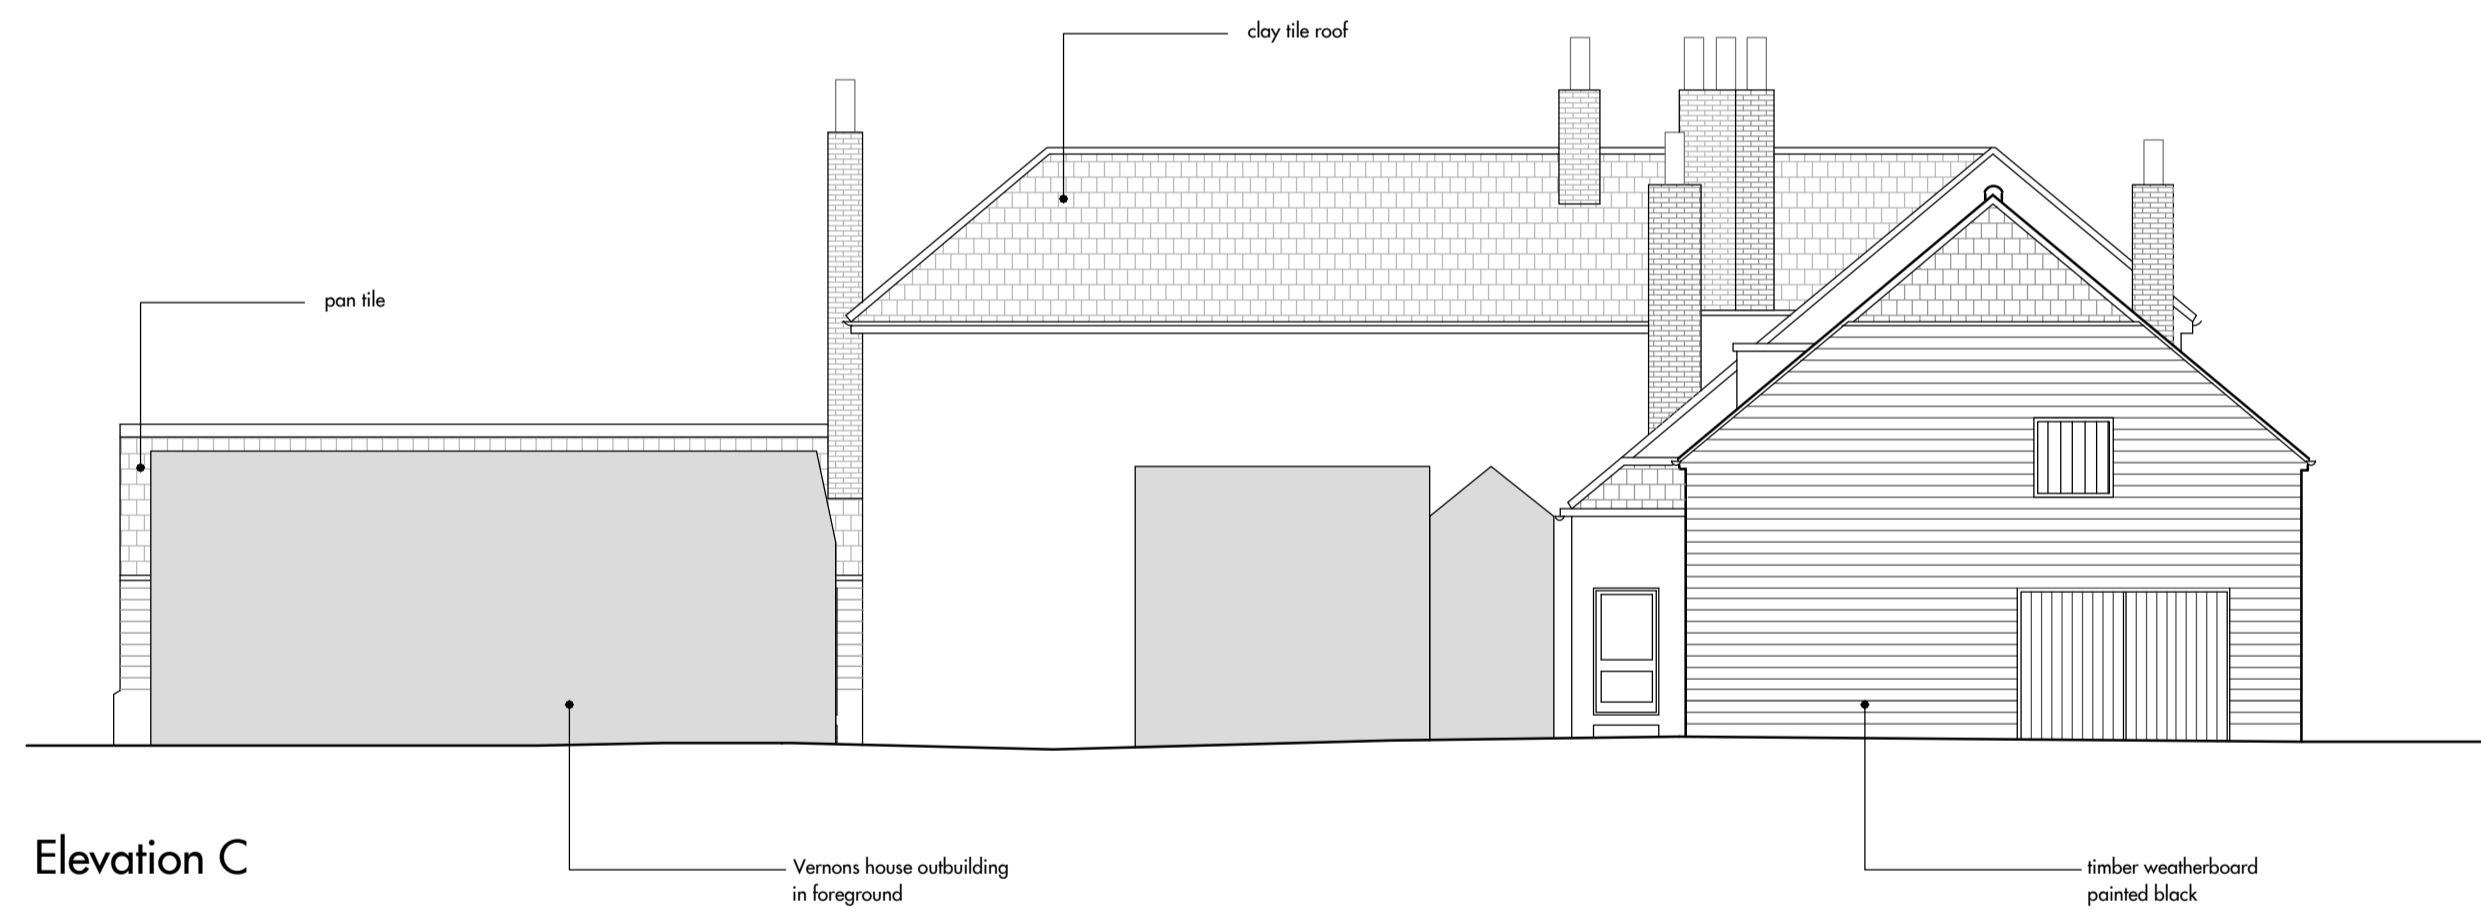 clay tile roof
pan tile
Elevation C
Vernons house outbuilding
in foreground
timber weatherboard
painted black